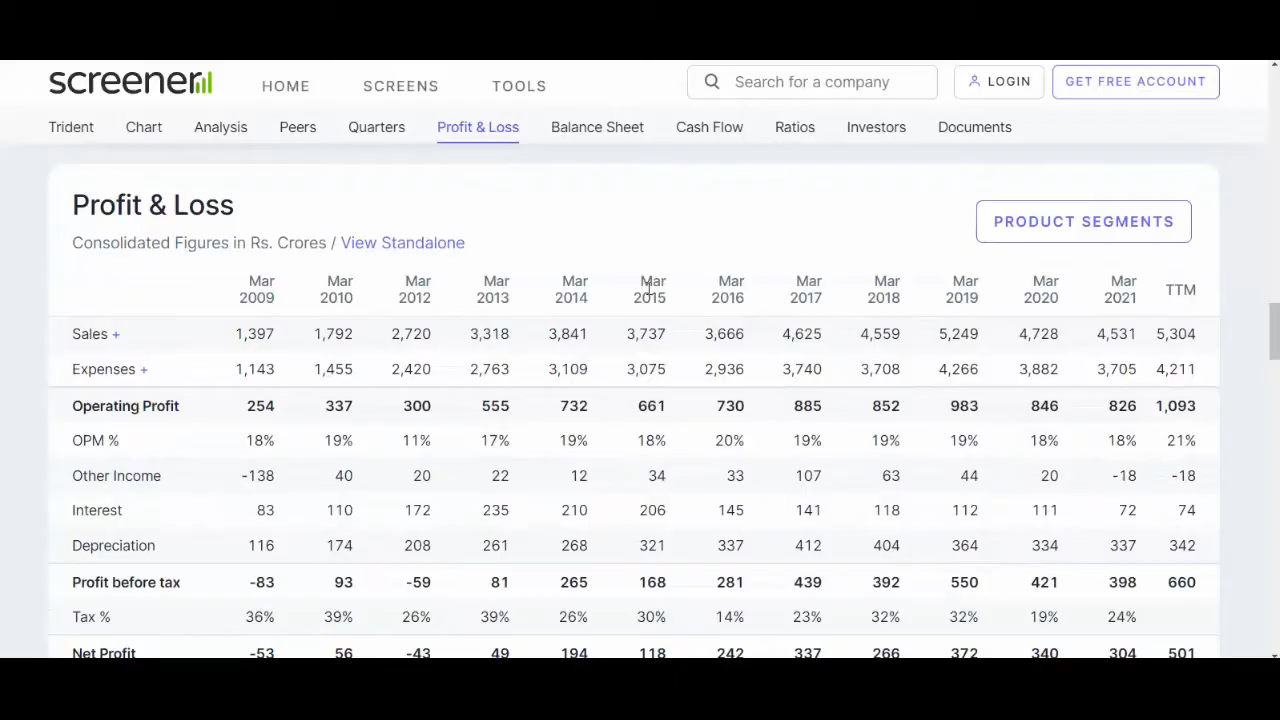 screener HOME SCREENS TOOLS Search for a company LOGIN GET FREE ACCOUNT
Trident Chart Analysis Peers Quarters Profit & Loss Balance Sheet Cash Flow Ratios Investors Documents
Profit & Loss
PRODUCT SEGMENTS
Consolidated Figures in Rs. Crores / View Standalone
Mar 2009 Mar 2010 Mar 2012 Mar 2013 Mar 2014 Mar 2015 Mar 2016 Mar 2017 Mar 2018 Mar 2019 Mar 2020 Mar 2021 TTM
Sales + 1,397 1,792 2,720 3,318 3,841 3,737 3,666 4,625 4,559 5,249 4,728 4,531 5,304
Expenses + 1,143 1,455 2,420 2,763 3,109 3,075 2,936 3,740 3,708 4,266 3,882 3,705 4,211
Operating Profit 254 337 300 555 732 661 730 885 852 983 846 826 1,093
OPM % 18% 19% 11% 17% 19% 18% 20% 19% 19% 19% 18% 18% 21%
Other Income -138 40 20 22 12 34 33 107 63 44 20 -18 -18
Interest 83 110 172 235 210 206 145 141 118 112 111 72 74
Depreciation 116 174 208 261 268 321 337 412 404 364 334 337 342
Profit before tax -83 93 -59 81 265 168 281 439 392 550 421 398 660
Tax % 36% 39% 26% 39% 26% 30% 14% 23% 32% 32% 19% 24%
Net Profit -53 56 -43 49 194 118 242 337 266 372 340 304 501